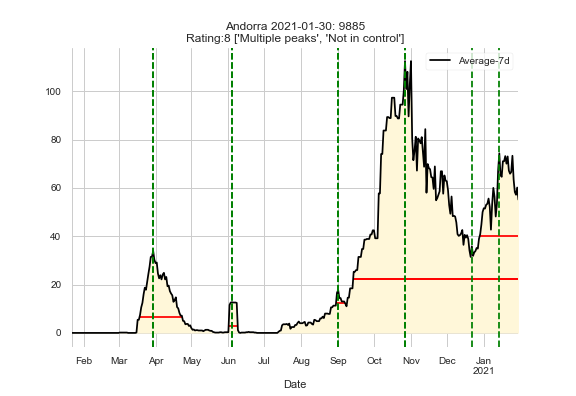 Andorra 2021-01-30: 9885
Rating:8 ['Multiple peaks', 'Not in control']
Average-7d
100
80
60
40
20
0
Feb Mar Apr May Jun Jul Aug Sep Oct Nov Dec Jan
2021
Date